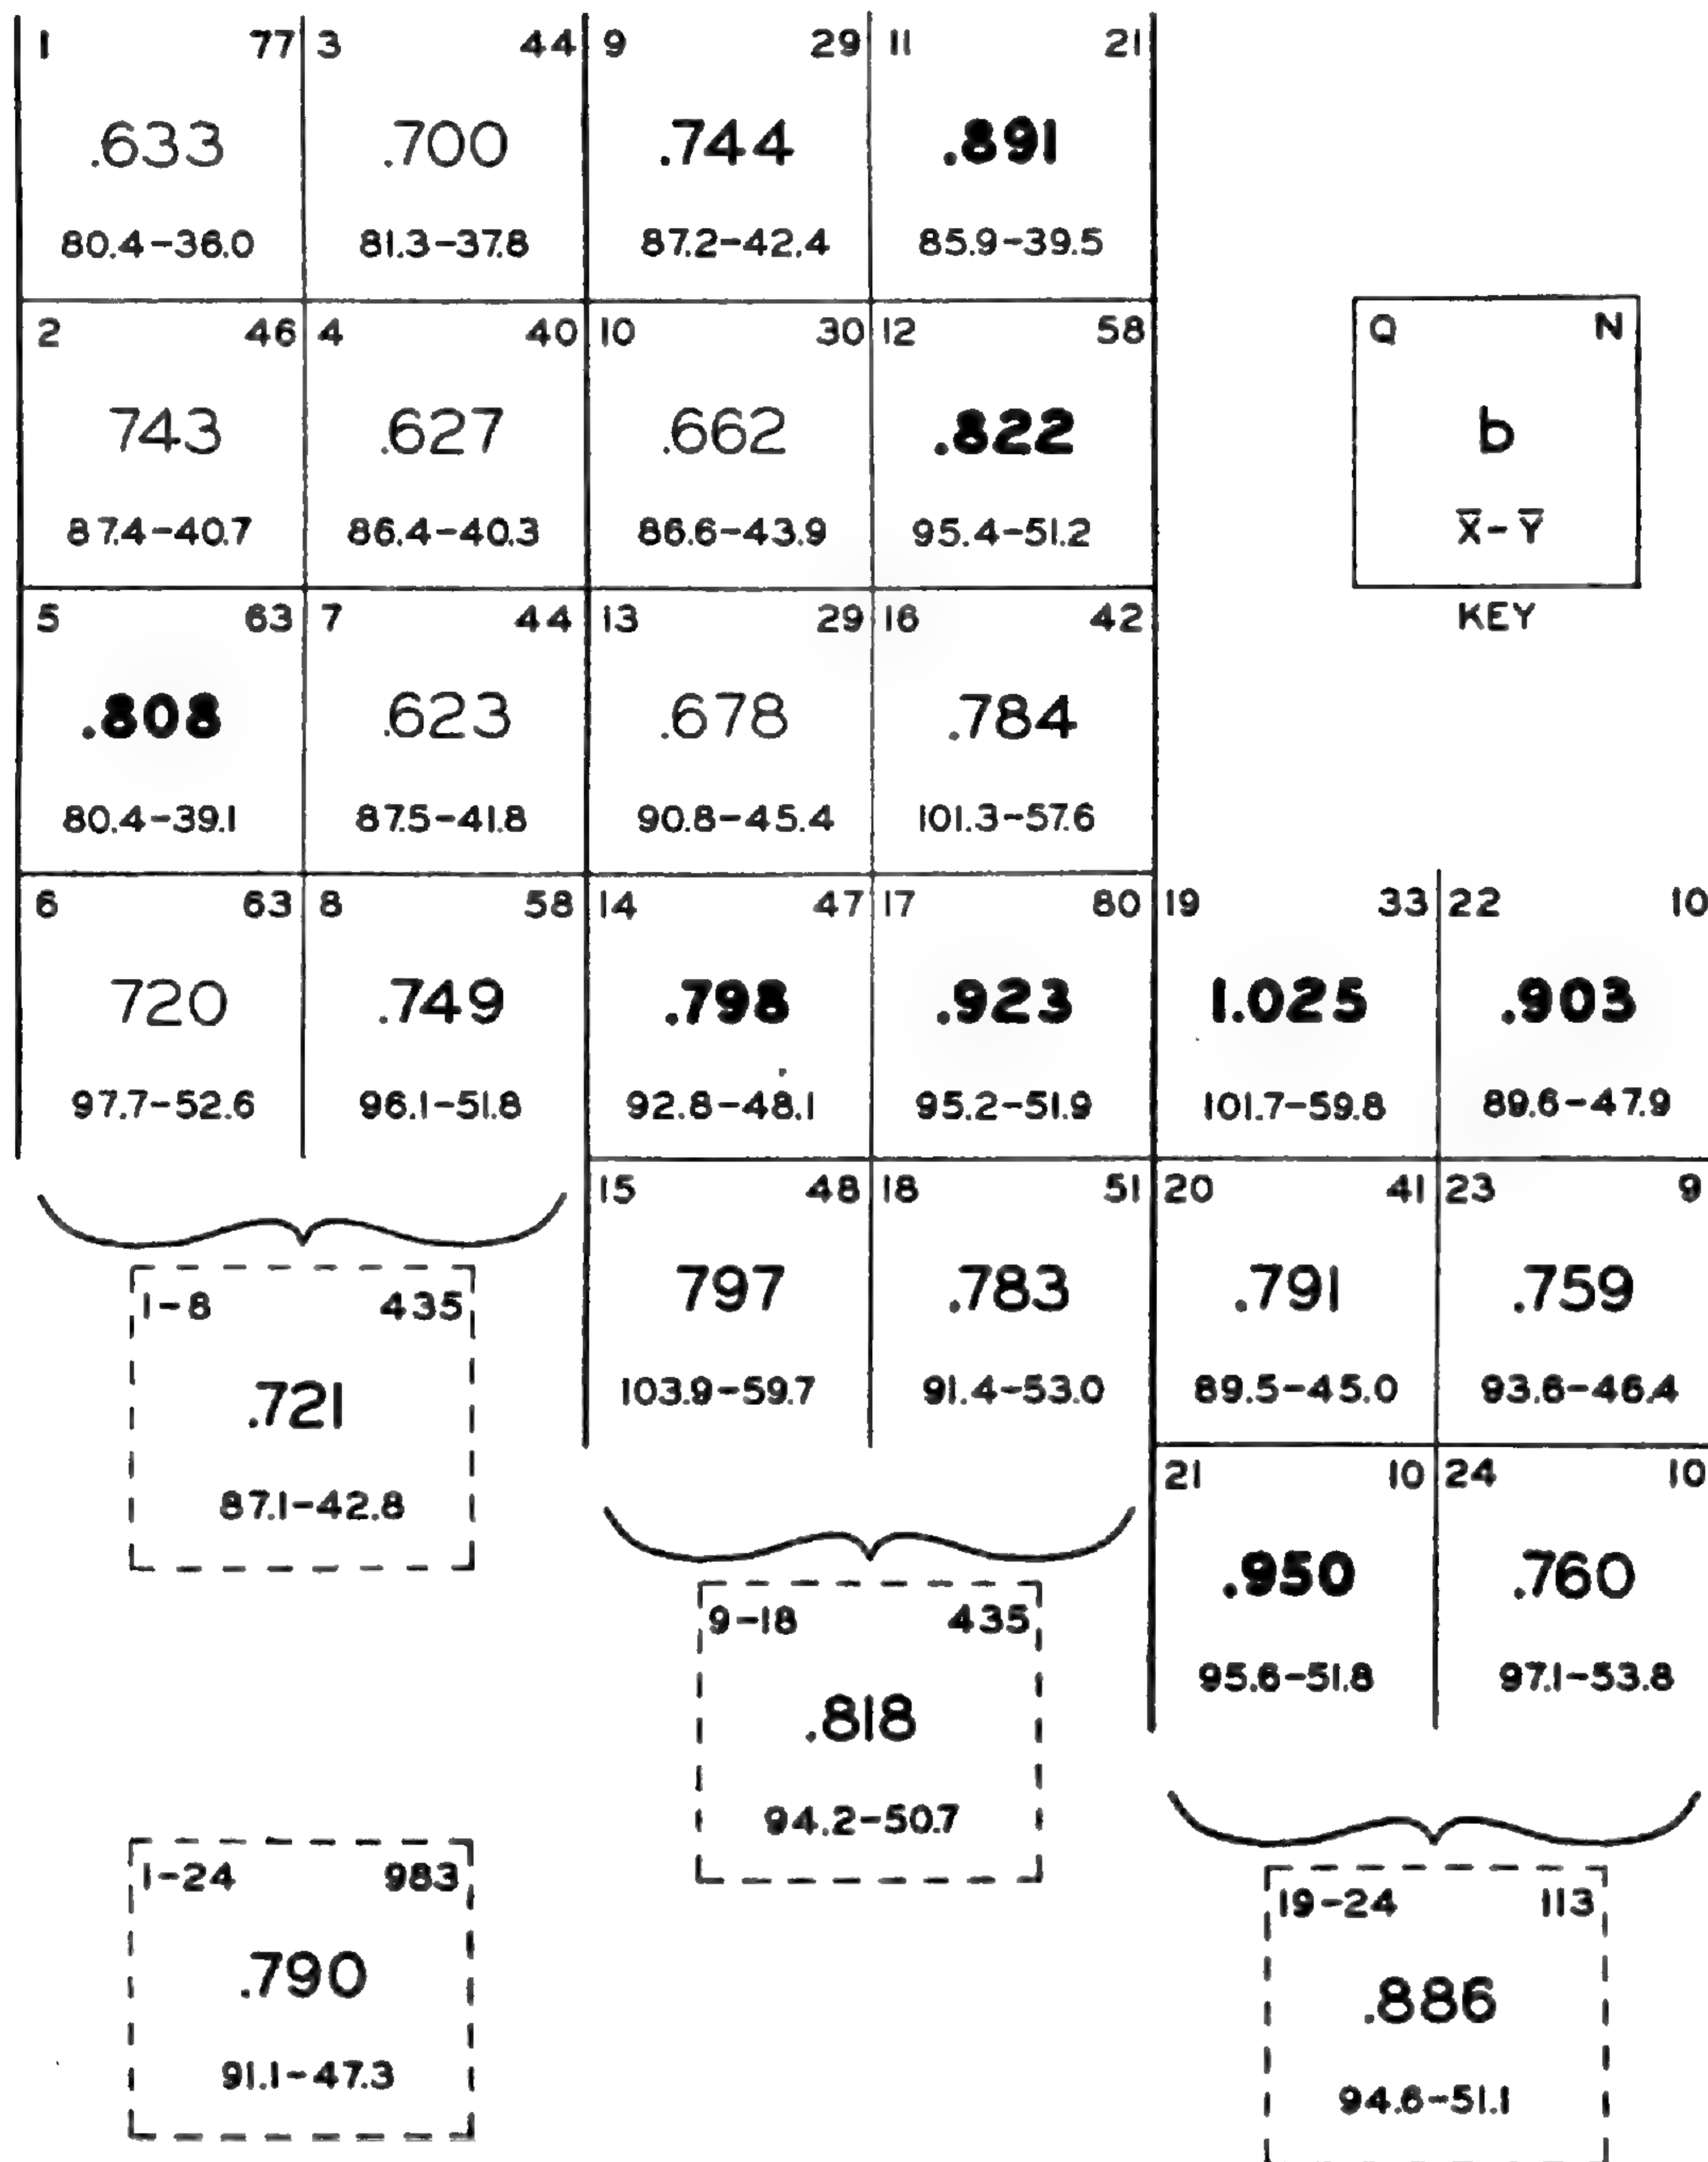 1 77 3 44 9 29 11 21
.633 .700 .744 .891
80.4-36.0 81.3-37.8 87.2-42.4 85.9-39.5
2 46 4 40 10 30 12 58 Q N
743 .627 .662 .822 b
87.4-40.7 86.4-40.3 86.6-43.9 95.4-51.2 X̄-Ȳ
5 63 7 44 13 29 16 42 KEY
.808 .623 .678 .784
80.4-39.1 87.5-41.8 90.8-45.4 101.3-57.6
6 63 8 58 14 47 17 80 19 33 22 10
720 .749 .798 .923 1.025 .903
97.7-52.6 96.1-51.8 92.8-48.1 95.2-51.9 101.7-59.8 89.6-47.9
15 48 18 51 20 41 23 9
797 .783 .791 .759
103.9-59.7 91.4-53.0 89.5-45.0 93.6-46.4
1-8 435
.721
87.1-42.8
21 10 24 10
.950 .760
95.6-51.8 97.1-53.8
9-18 435
.818
94.2-50.7
1-24 983
.790
91.1-47.3
19-24 113
.886
94.6-51.1